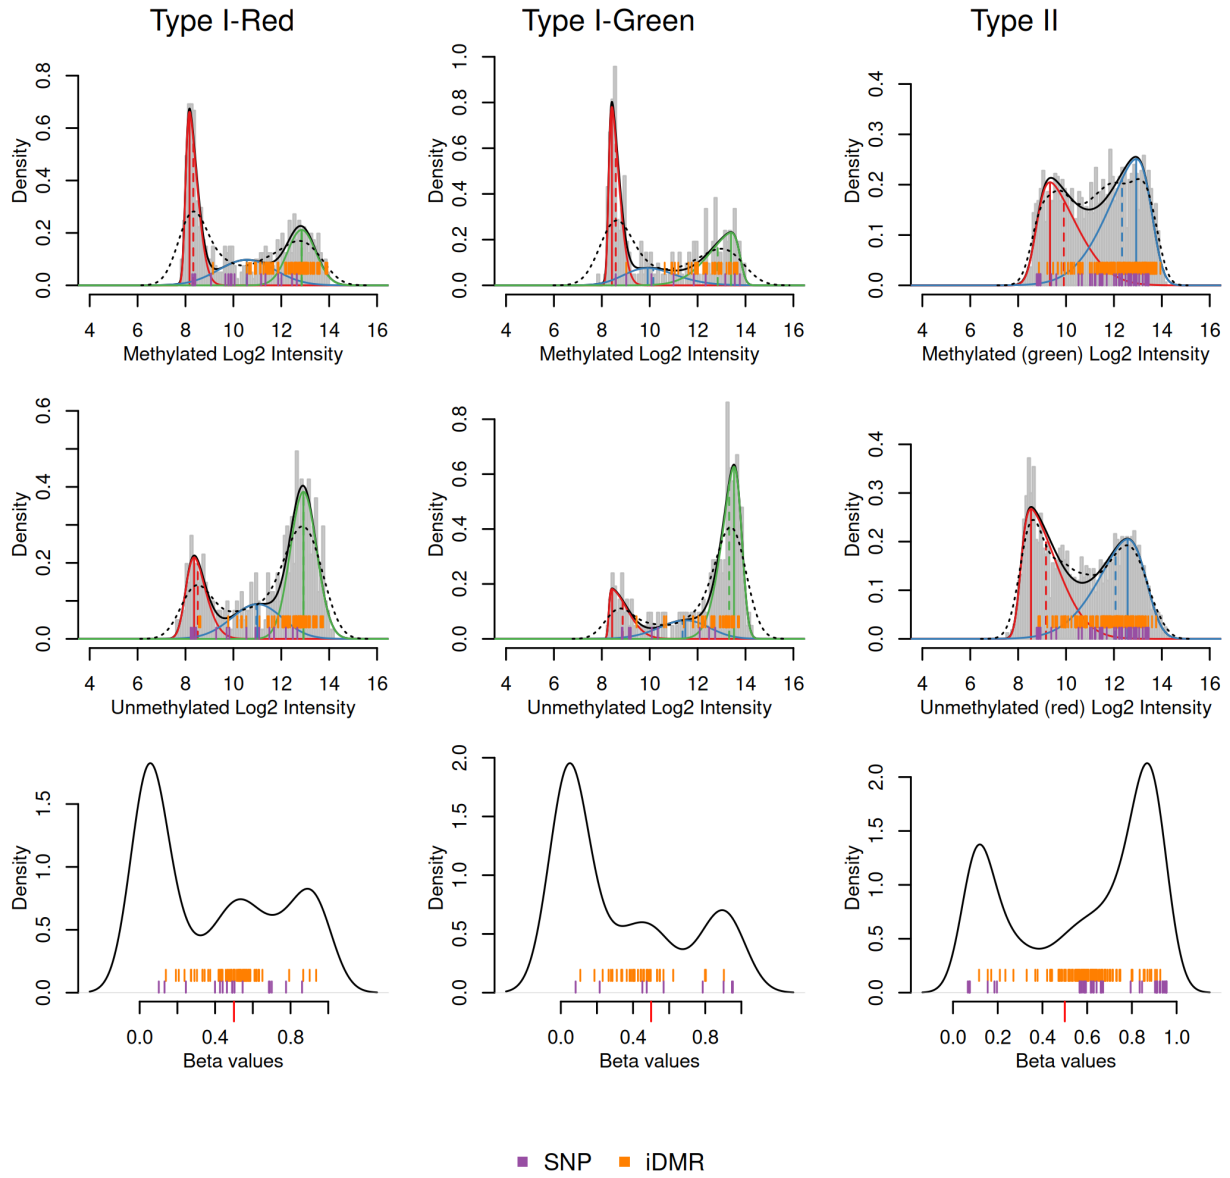 Type I-Red Type I-Green Type II
Density
0.0 0.2 0.4 0.6 0.8
4 6 8 10 12 14 16
Methylated Log2 Intensity
Density
0.0 0.2 0.4 0.6 0.8 1.0
4 6 8 10 12 14 16
Methylated Log2 Intensity
Density
0.0 0.1 0.2 0.3 0.4
4 6 8 10 12 14 16
Methylated (green) Log2 Intensity
Density
0.0 0.2 0.4 0.6
4 6 8 10 12 14 16
Unmethylated Log2 Intensity
Density
0.0 0.2 0.4 0.6 0.8
4 6 8 10 12 14 16
Unmethylated Log2 Intensity
Density
0.0 0.1 0.2 0.3 0.4
4 6 8 10 12 14 16
Unmethylated (red) Log2 Intensity
Density
0.0 0.5 1.0 1.5
0.0 0.4 0.8
Beta values
Density
0.0 0.5 1.0 1.5 2.0
0.0 0.4 0.8
Beta values
Density
0.0 0.5 1.0 1.5 2.0
0.0 0.2 0.4 0.6 0.8 1.0
Beta values
SNP iDMR